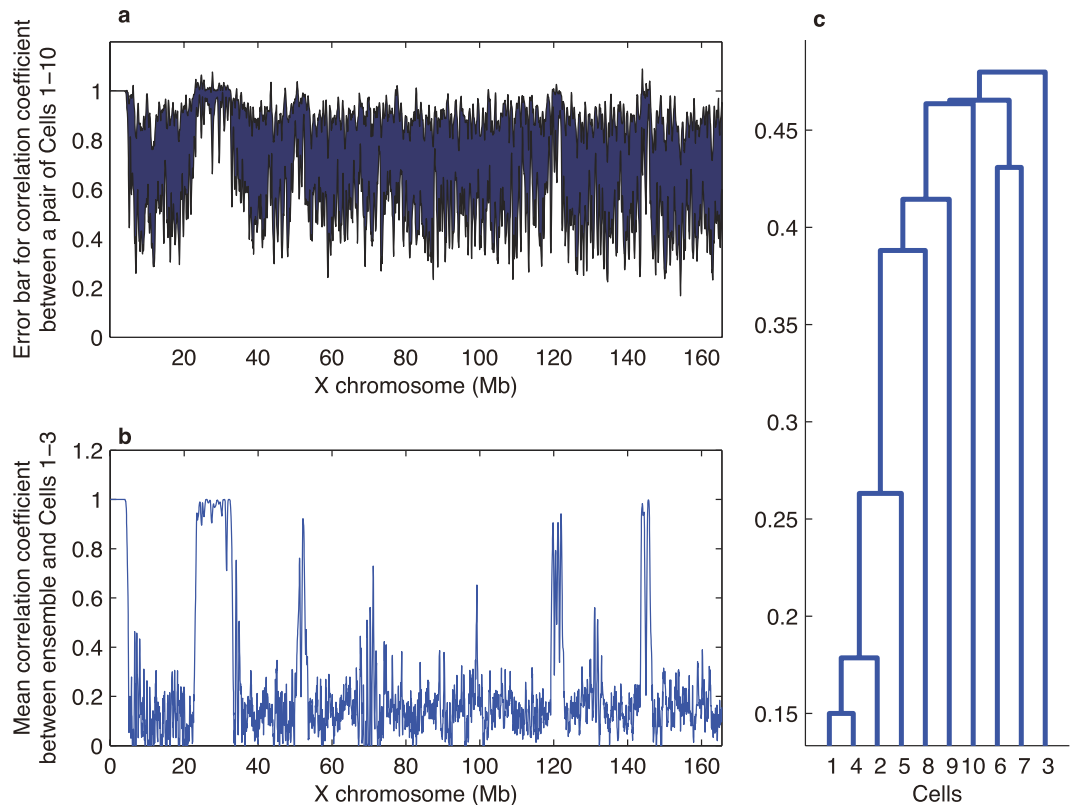 a
Error bar for correlation coefficient
between a pair of Cells 1–10
1
0.8
0.6
0.4
0.2
0
20 40 60 80 100 120 140 160
X chromosome (Mb)
b
Mean correlation coefficient
between ensemble and Cells 1–3
1.2
1
0.8
0.6
0.4
0.2
0
0 20 40 60 80 100 120 140 160
X chromosome (Mb)
c
0.45
0.4
0.35
0.3
0.25
0.2
0.15
1 4 2 5 8 9 10 6 7 3
Cells